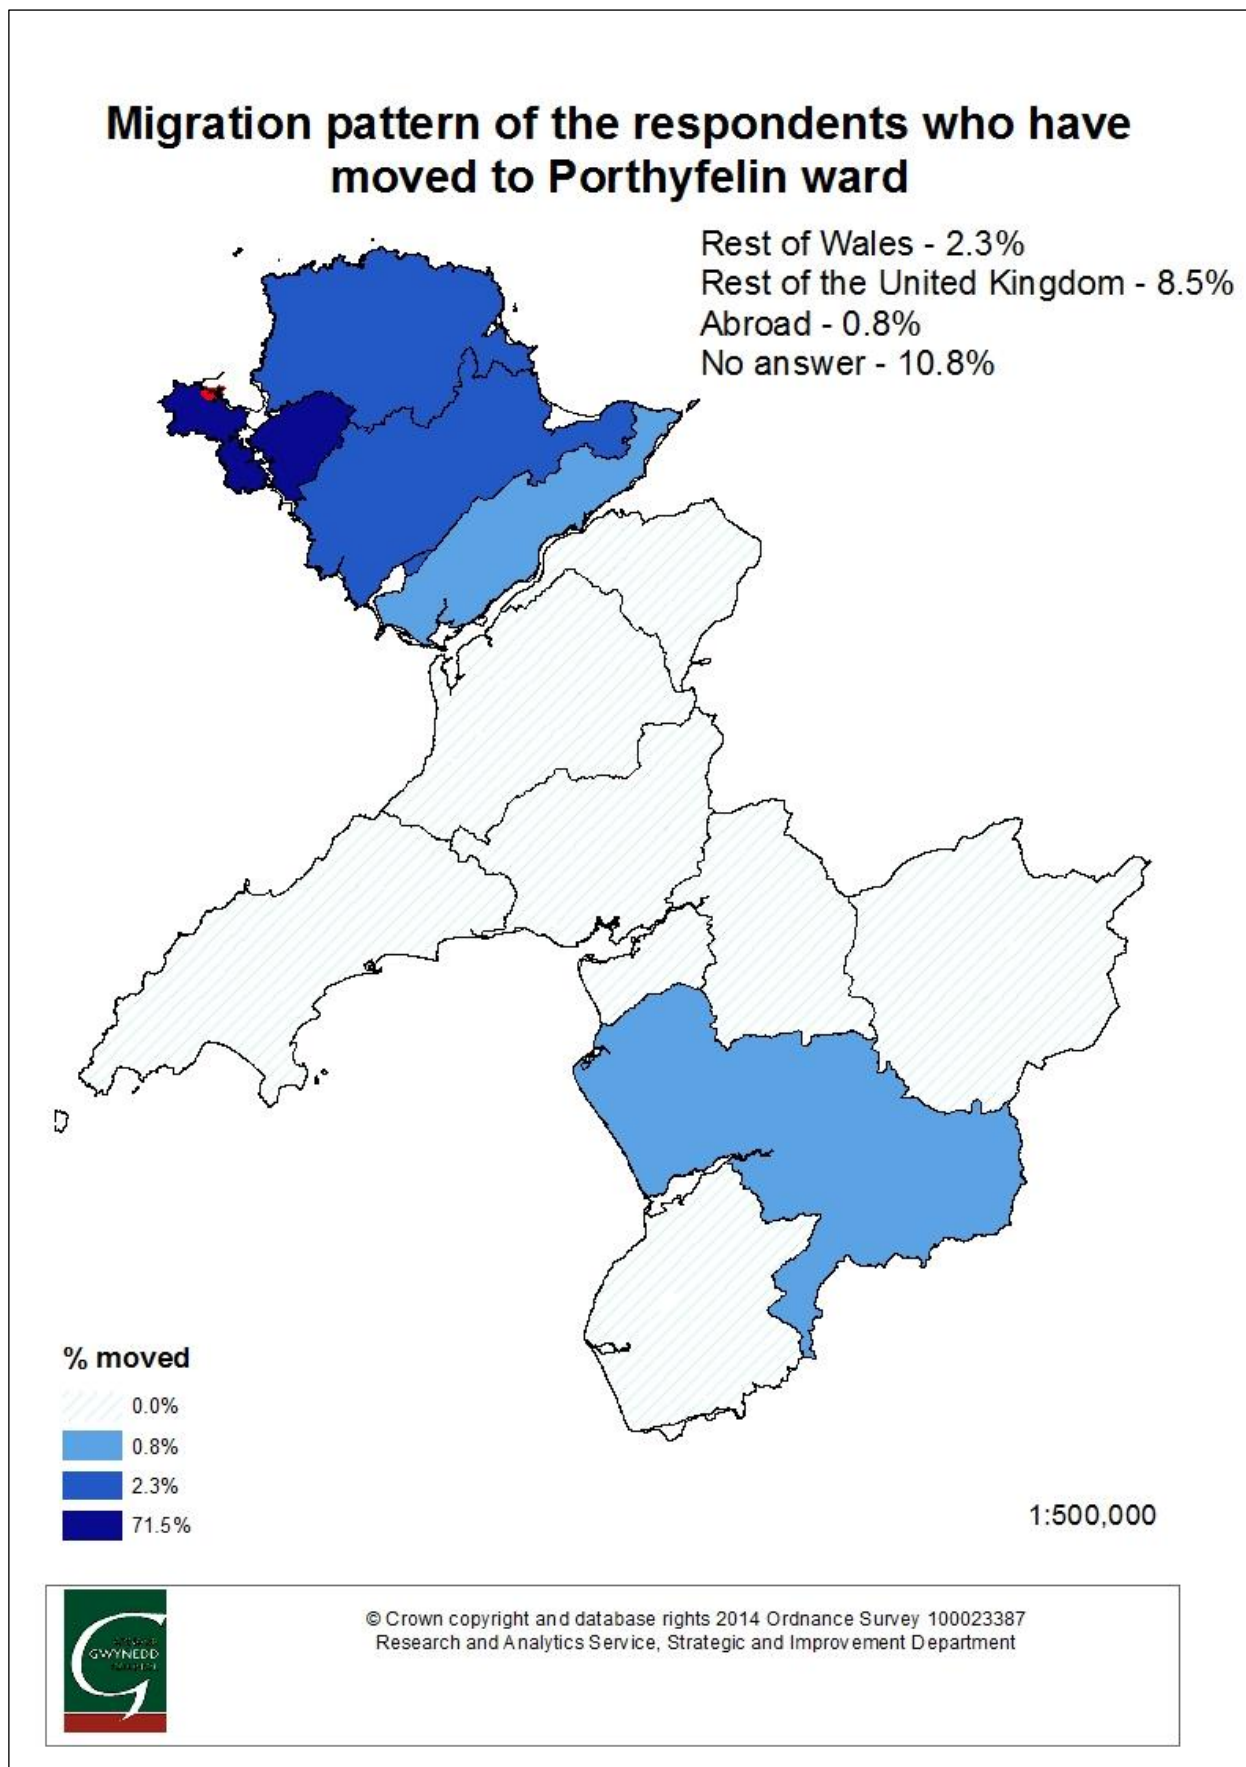 Migration pattern of the respondents who have
moved to Porthyfelin ward
Rest of Wales - 2.3%
Rest of the United Kingdom - 8.5%
Abroad - 0.8%
No answer - 10.8%
% moved
0.0%
0.8%
2.3%
71.5%
1:500,000
GWYNEDD
© Crown copyright and database rights 2014 Ordnance Survey 100023387
Research and Analytics Service, Strategic and Improvement Department